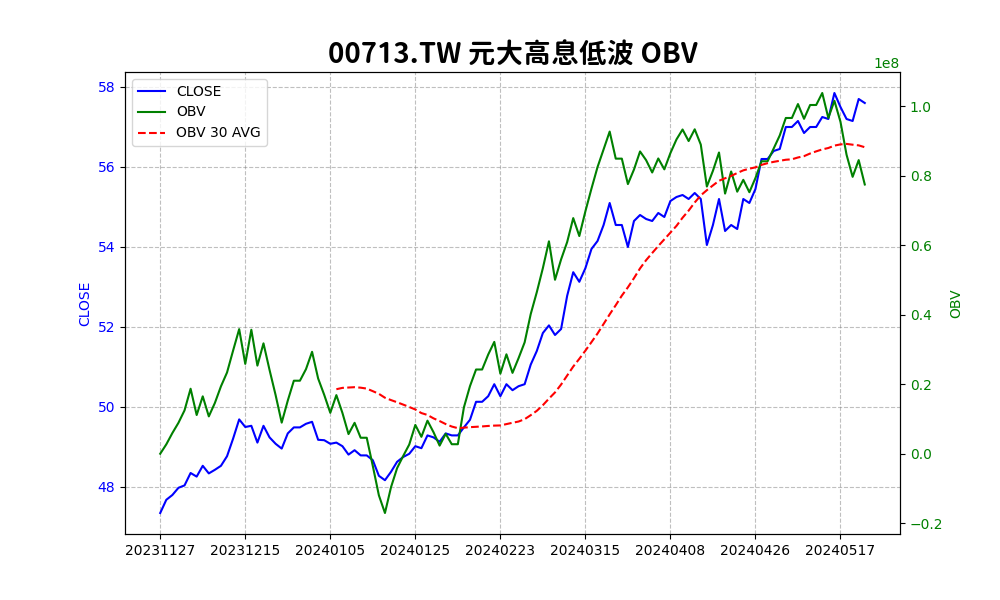 00713.TW 元大高息低波 OBV
1e8
CLOSE
OBV
OBV 30 AVG
58
56
54
52
50
48
CLOSE
1.0
0.8
0.6
0.4
0.2
0.0
−0.2
OBV
20231127 20231215 20240105 20240125 20240223 20240315 20240408 20240426 20240517